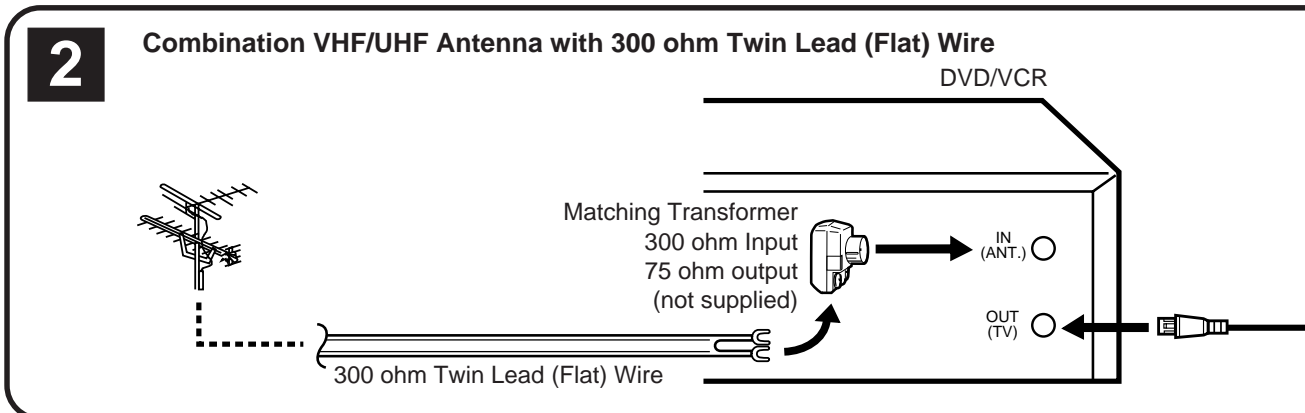 2
Combination VHF/UHF Antenna with 300 ohm Twin Lead (Flat) Wire
DVD/VCR
Matching Transformer
300 ohm Input
75 ohm output
(not supplied)
IN
(ANT.)
OUT
(TV)
300 ohm Twin Lead (Flat) Wire